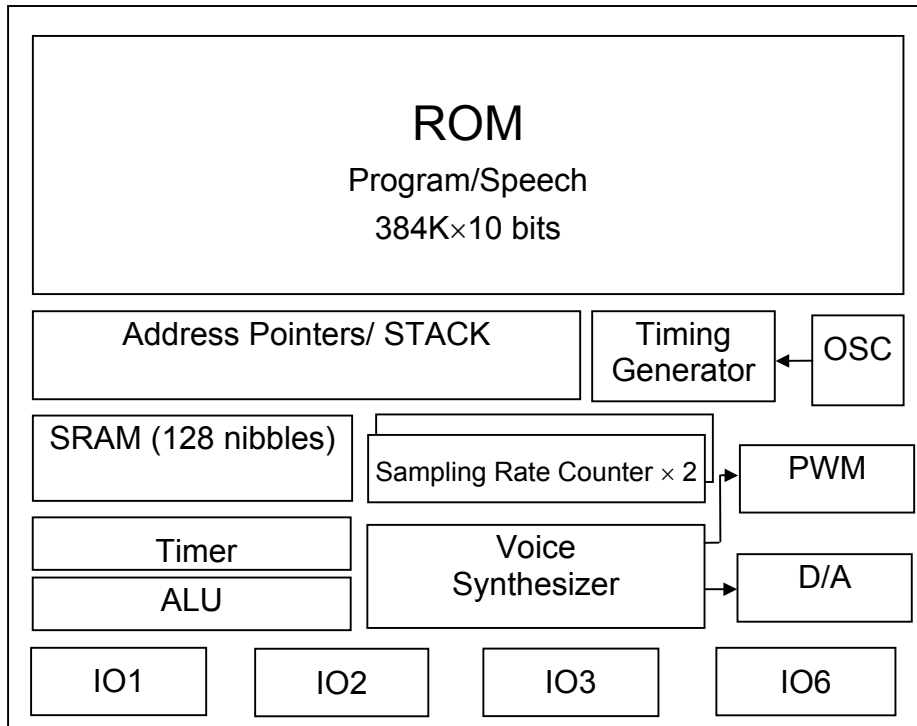 ROM
Program/Speech
384K×10 bits
Address Pointers/ STACK
Timing
Generator
OSC
SRAM (128 nibbles)
Sampling Rate Counter × 2
PWM
Timer
Voice
Synthesizer
D/A
ALU
IO1
IO2
IO3
IO6